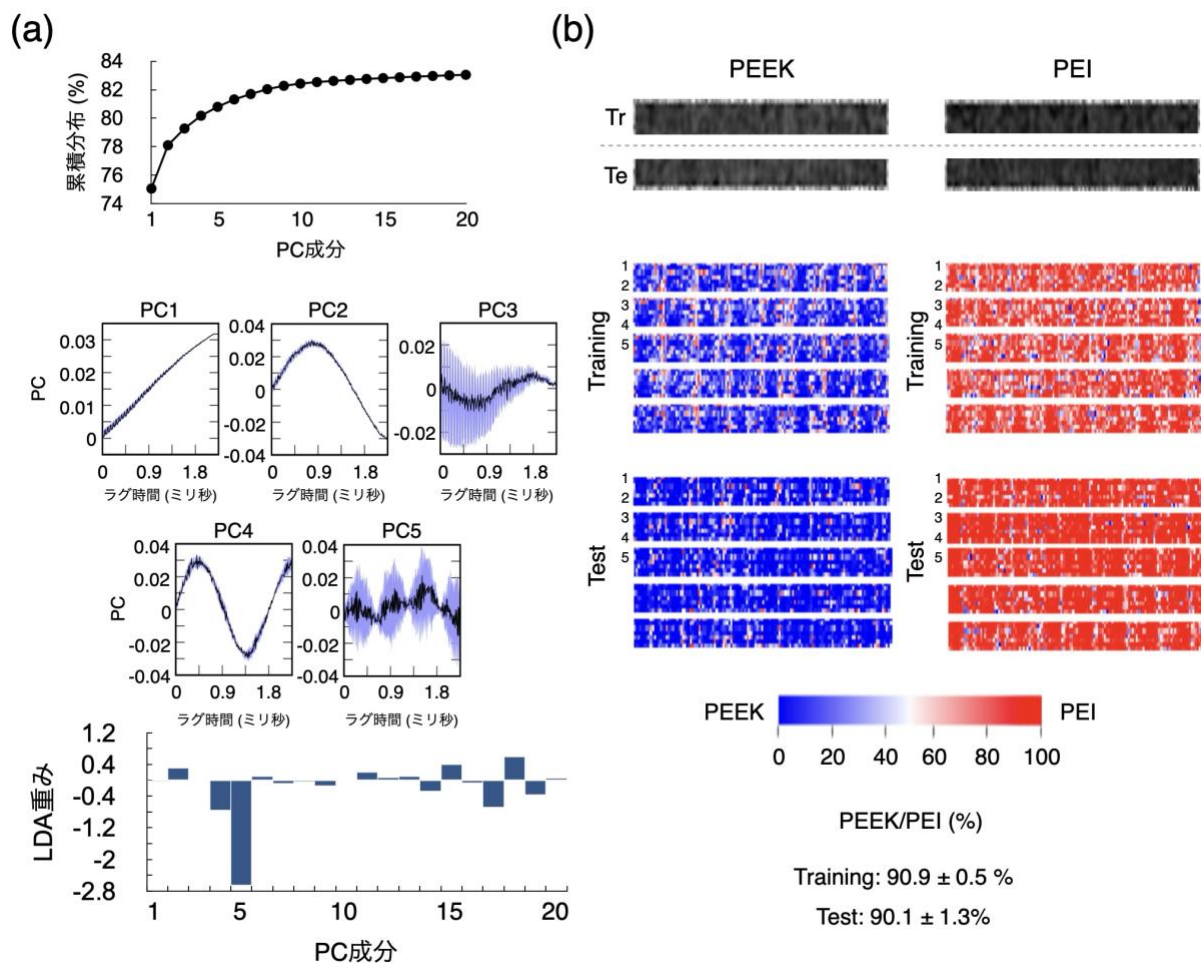 (a)
84
82
80
78
76
74
累積分布 (%)
1 5 10 15 20
PC成分
PC1
0.03
0.02
0.01
0
PC
0 0.9 1.8
ラグ時間 (ミリ秒)
PC2
0.04
0.02
0
-0.02
-0.04
0 0.9 1.8
ラグ時間 (ミリ秒)
PC3
0.02
0
-0.02
0 0.9 1.8
ラグ時間 (ミリ秒)
PC4
0.04
0.02
0
-0.02
-0.04
PC
0 0.9 1.8
ラグ時間 (ミリ秒)
PC5
0.04
0.02
0
-0.02
-0.04
0 0.9 1.8
ラグ時間 (ミリ秒)
1.2
0.4
-0.4
-1.2
-2
-2.8
LDA重み
1 5 10 15 20
PC成分
(b)
PEEK PEI
Tr
Te
Training
1
2
3
4
5
Training
1
2
3
4
5
Test
1
2
3
4
5
Test
1
2
3
4
5
PEEK PEI
0 20 40 60 80 100
PEEK/PEI (%)
Training: 90.9 ± 0.5 %
Test: 90.1 ± 1.3%